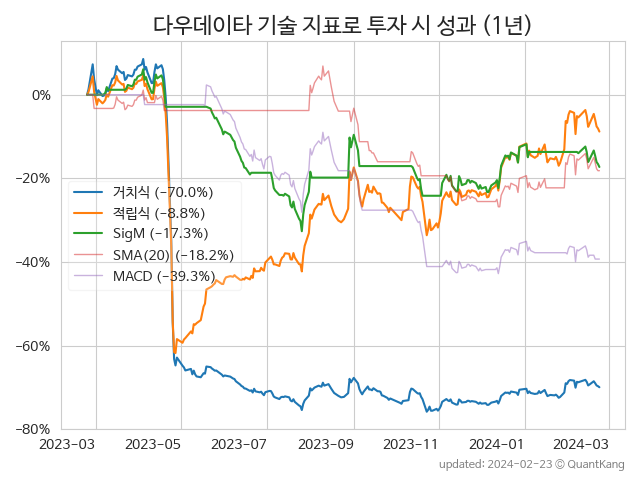 다우데이타 기술 지표로 투자 시 성과 (1년)
0%
−20%
−40%
−60%
−80%
거치식 (−70.0%)
적립식 (−8.8%)
SigM (−17.3%)
SMA(20) (−18.2%)
MACD (−39.3%)
2023-03
2023-05
2023-07
2023-09
2023-11
2024-01
2024-03
updated: 2024-02-23 ⓒ QuantKang